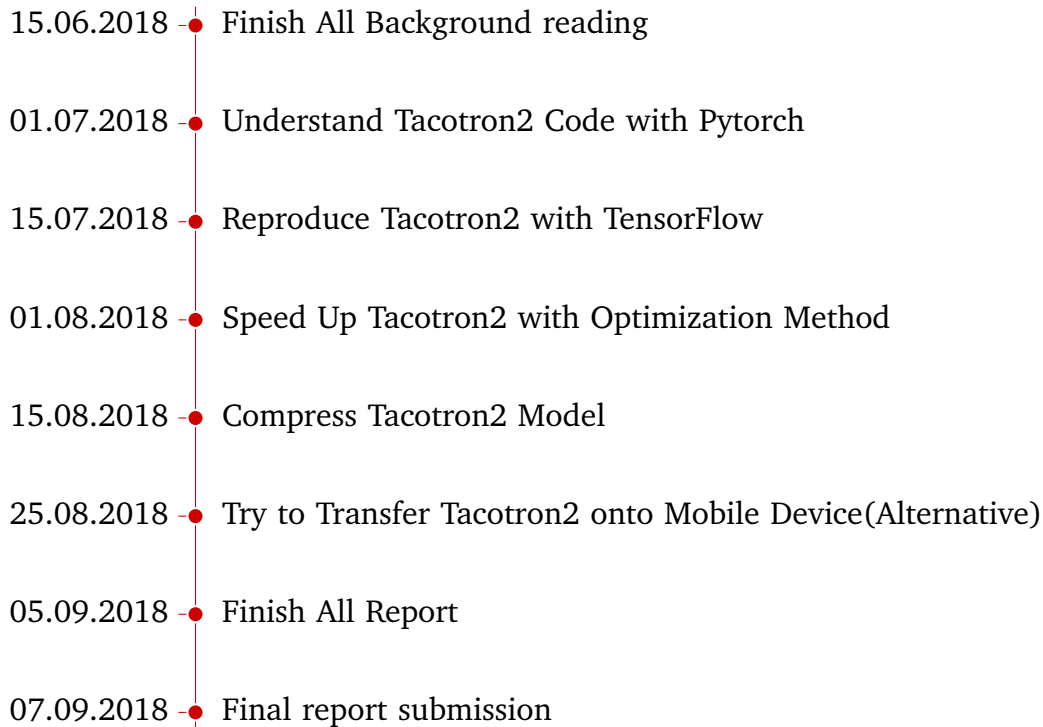 15.06.2018 Finish All Background reading
01.07.2018 Understand Tacotron2 Code with Pytorch
15.07.2018 Reproduce Tacotron2 with TensorFlow
01.08.2018 Speed Up Tacotron2 with Optimization Method
15.08.2018 Compress Tacotron2 Model
25.08.2018 Try to Transfer Tacotron2 onto Mobile Device(Alternative)
05.09.2018 Finish All Report
07.09.2018 Final report submission